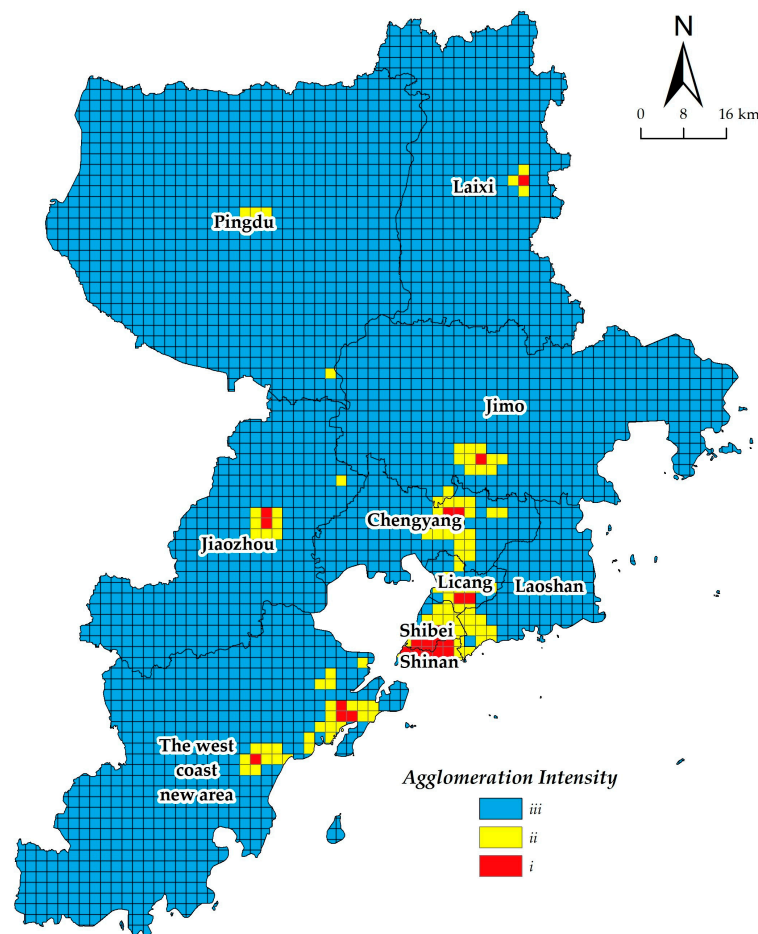 N
0 8 16 km
Laixi
Pingdu
Jimo
Chengyang
Jiaozhou
Licang
Laoshan
Shibei
Shinan
The west
coast
new area
Agglomeration Intensity
iii
ii
i